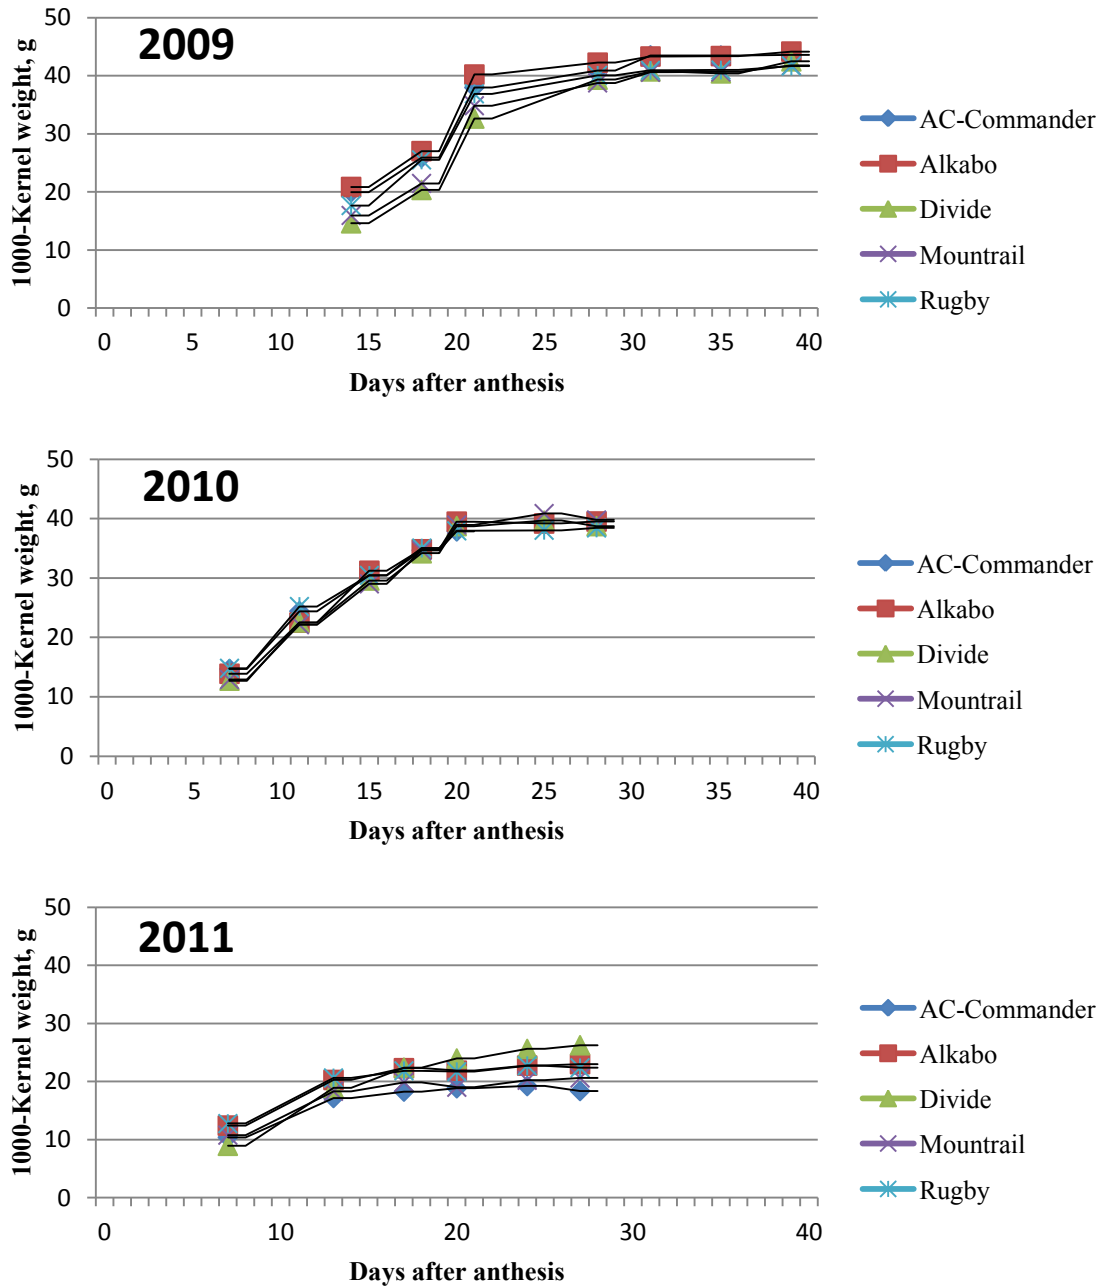 2009
1000-Kernel weight, g
50
40
30
20
10
0
0 5 10 15 20 25 30 35 40
Days after anthesis
AC-Commander
Alkabo
Divide
Mountrail
Rugby
2010
1000-Kernel weight, g
50
40
30
20
10
0
0 5 10 15 20 25 30 35 40
Days after anthesis
AC-Commander
Alkabo
Divide
Mountrail
Rugby
2011
1000-Kernel weight, g
50
40
30
20
10
0
0 10 20 30 40
Days after anthesis
AC-Commander
Alkabo
Divide
Mountrail
Rugby